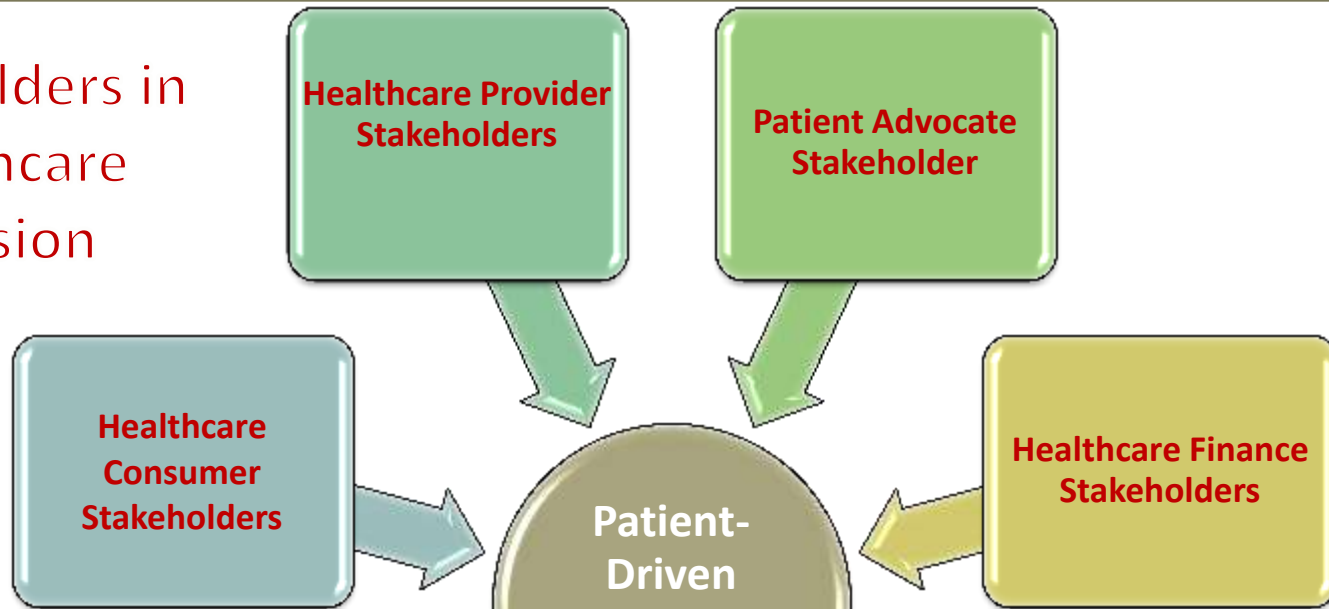 lders in
hcare
sion
Healthcare Provider
Stakeholders
Patient Advocate
Stakeholder
Healthcare
Consumer
Stakeholders
Healthcare Finance
Stakeholders
Patient-
Driven